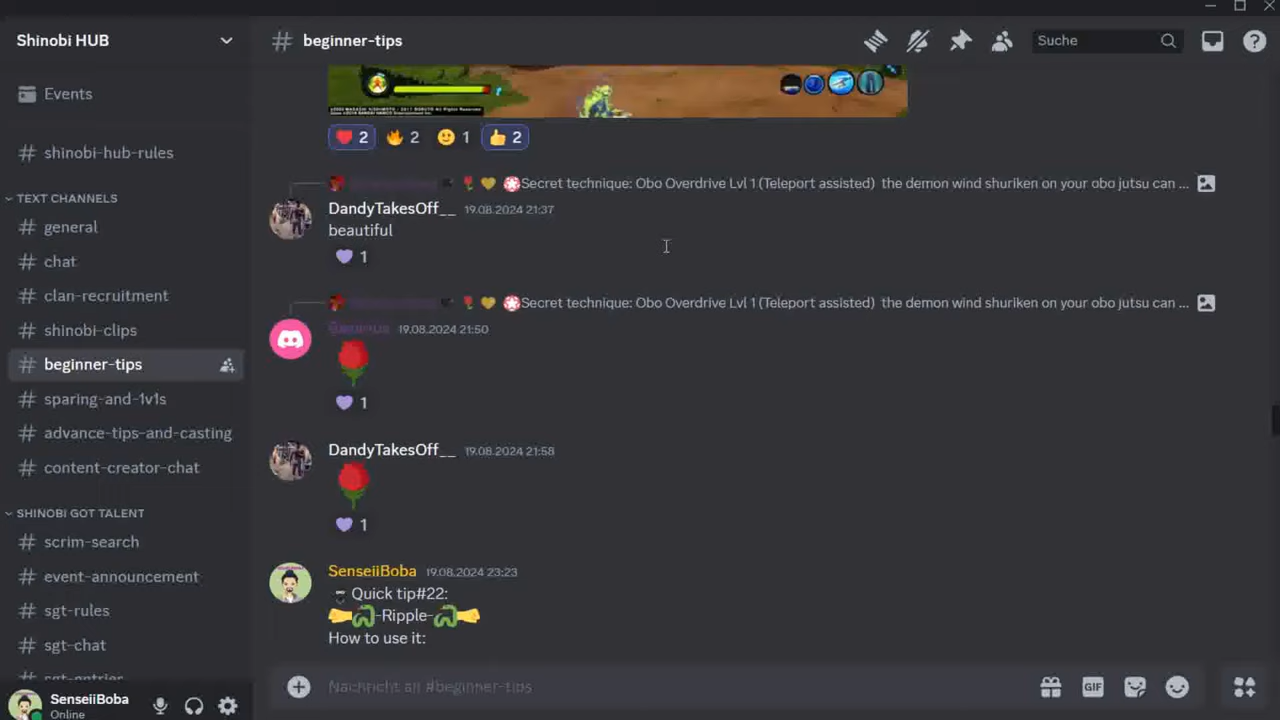 Shinobi HUB
# beginner-tips
Suche
Events
# shinobi-hub-rules
TEXT CHANNELS
# general
# chat
# clan-recruitment
# shinobi-clips
# beginner-tips
# sparing-and-1v1s
# advance-tips-and-casting
# content-creator-chat
SHINOBI GOT TALENT
# scrim-search
# event-announcement
# sgt-rules
# sgt-chat
# sgt-entries
SenseiiBoba
Online
2 2 1 2
Secret technique: Obo Overdrive Lvl 1 (Teleport assisted) the demon wind shuriken on your obo jutsu can ...
DandyTakesOff__ 19.08.2024 21:37
beautiful
1
Secret technique: Obo Overdrive Lvl 1 (Teleport assisted) the demon wind shuriken on your obo jutsu can ...
19.08.2024 21:50
1
DandyTakesOff__ 19.08.2024 21:58
1
SenseiiBoba 19.08.2024 23:23
Quick tip#22:
-Ripple-
How to use it:
Nachricht an #beginner-tips
GIF